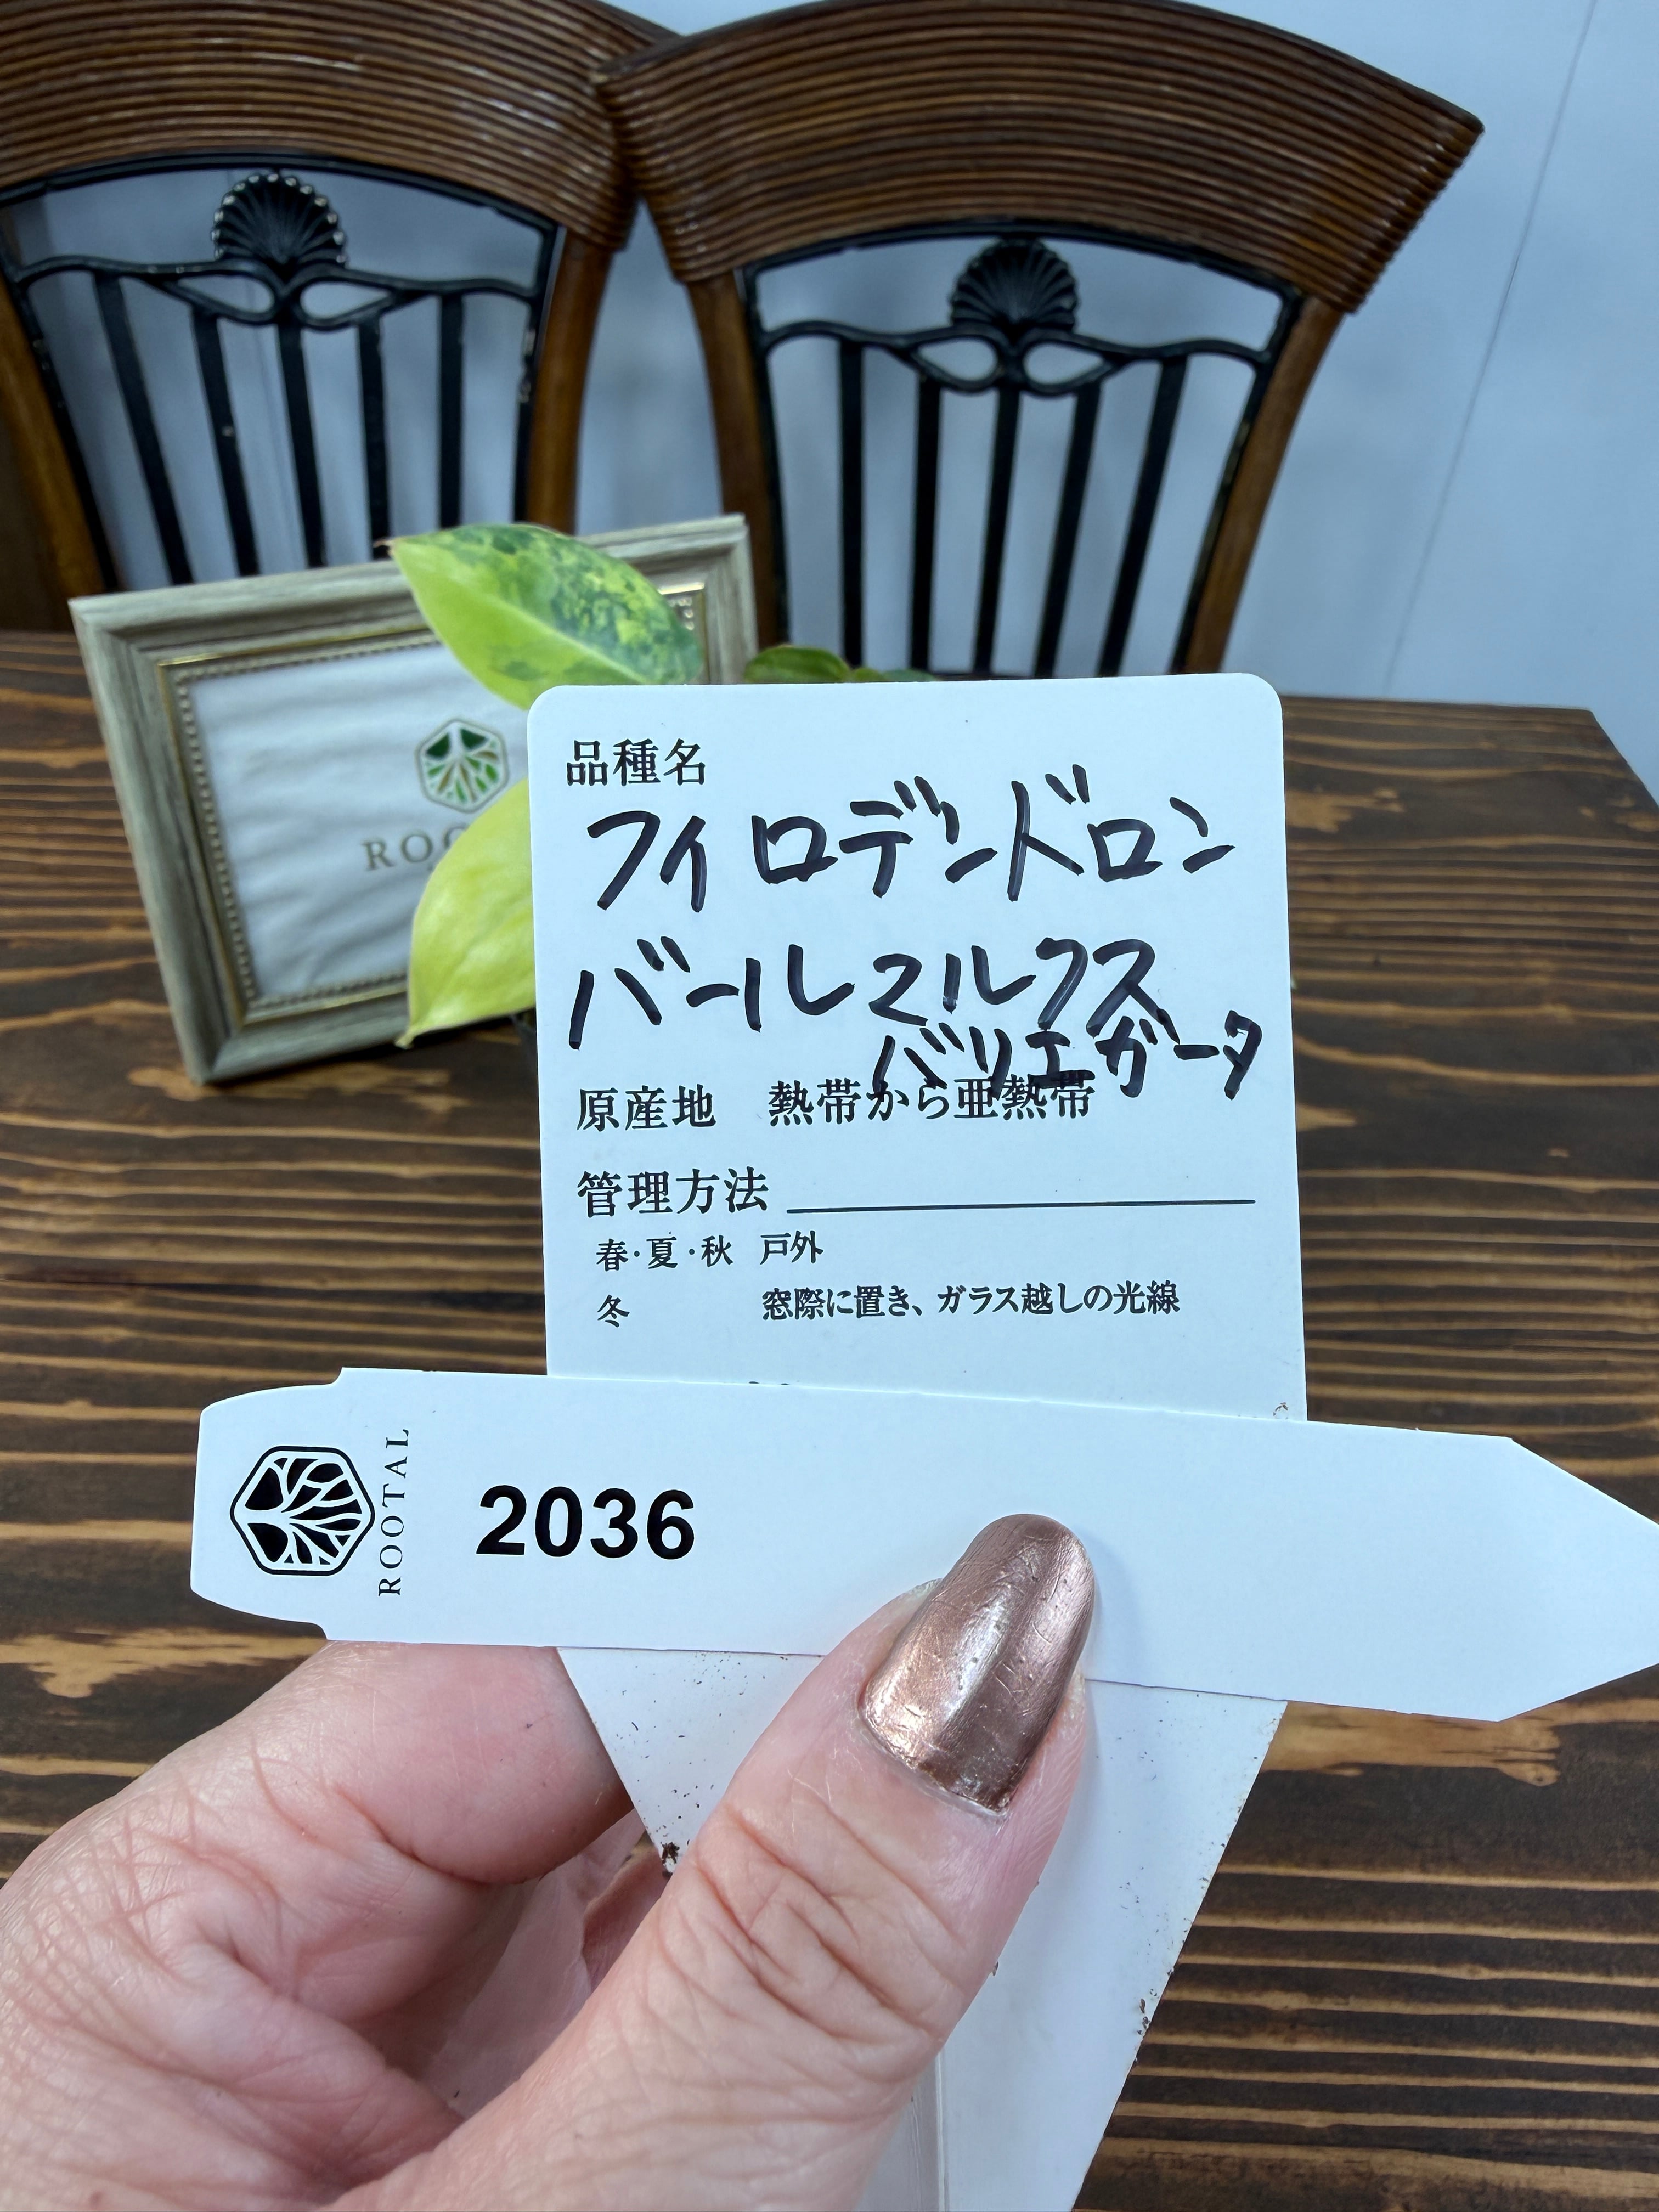 ROO
品種名
フィロデンドロン
バールマルクス
バリエガータ
原産地 熱帯から亜熱帯
管理方法
春・夏・秋 戸外
冬 窓際に置き、ガラス越しの光線
ROOTAL
2036